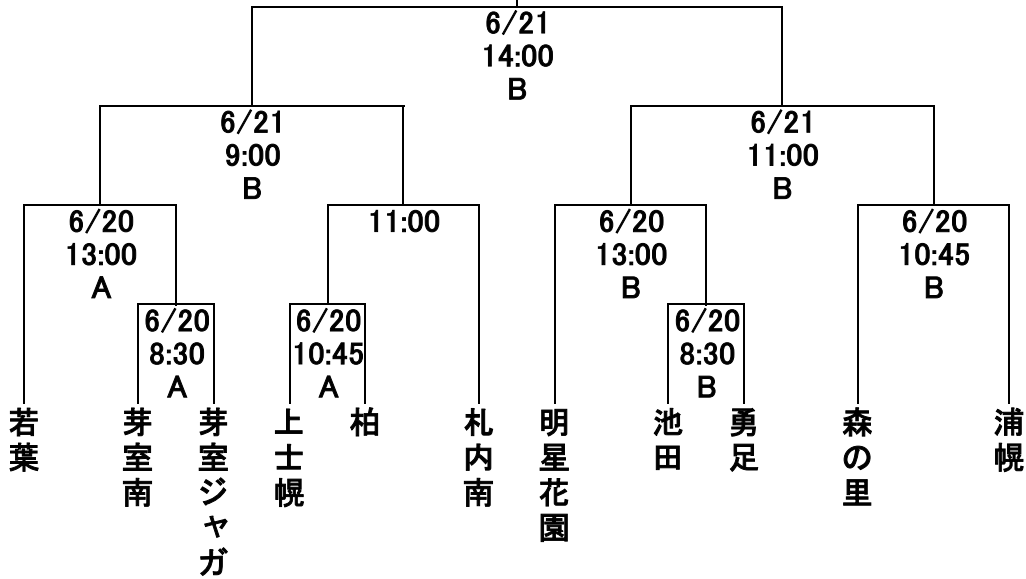 6/21
14:00
B
6/21
9:00
B
6/21
11:00
B
6/20
13:00
A
11:00
6/20
13:00
B
6/20
10:45
B
6/20
8:30
A
6/20
10:45
A
6/20
8:30
B
若葉
芽室南
芽室ジャガ
上士幌
柏
札内南
明星花園
池田
勇足
森の里
浦幌